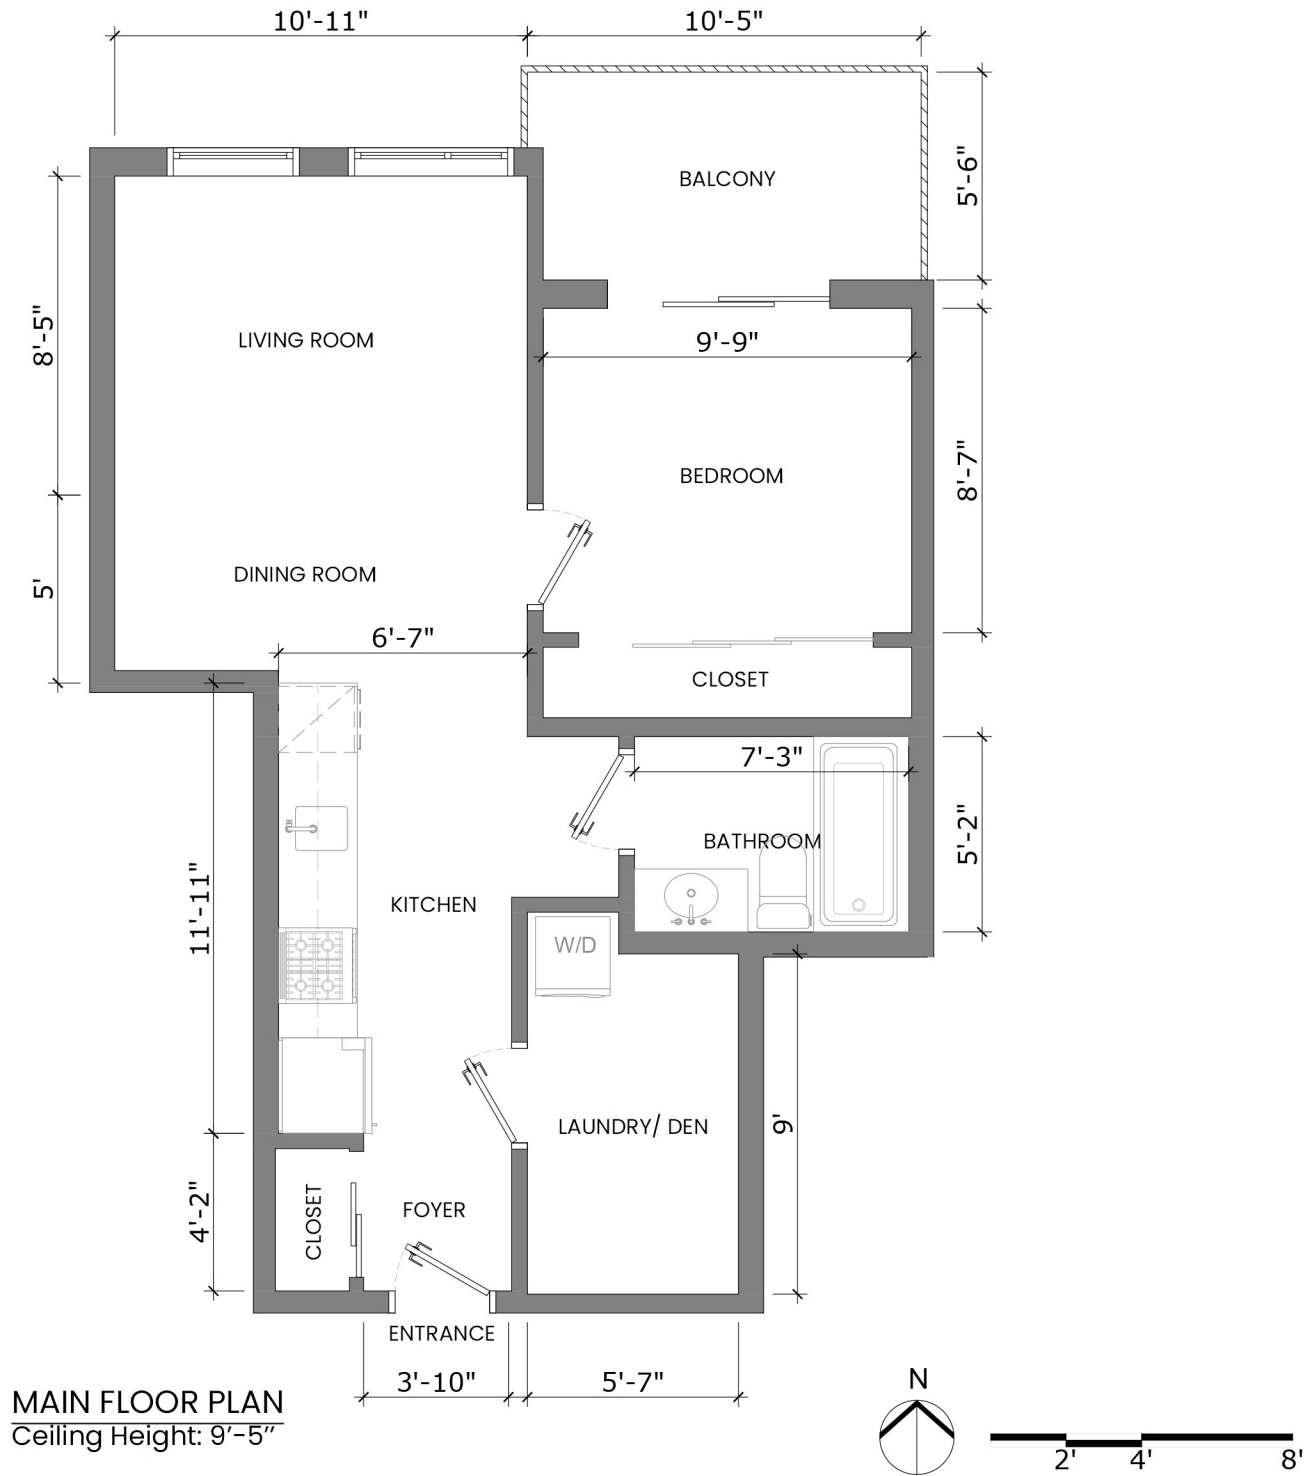 10'-11"
10'-5"
BALCONY
5'-6"
LIVING ROOM
8'-5"
9'-9"
BEDROOM
8'-7"
DINING ROOM
5'
6'-7"
CLOSET
7'-3"
BATHROOM
5'-2"
11'-11"
KITCHEN
W/D
LAUNDRY/ DEN
9'
4'-2"
CLOSET
FOYER
ENTRANCE
3'-10"
5'-7"
MAIN FLOOR PLAN
Ceiling Height: 9’-5’’
N
2'
4'
8'